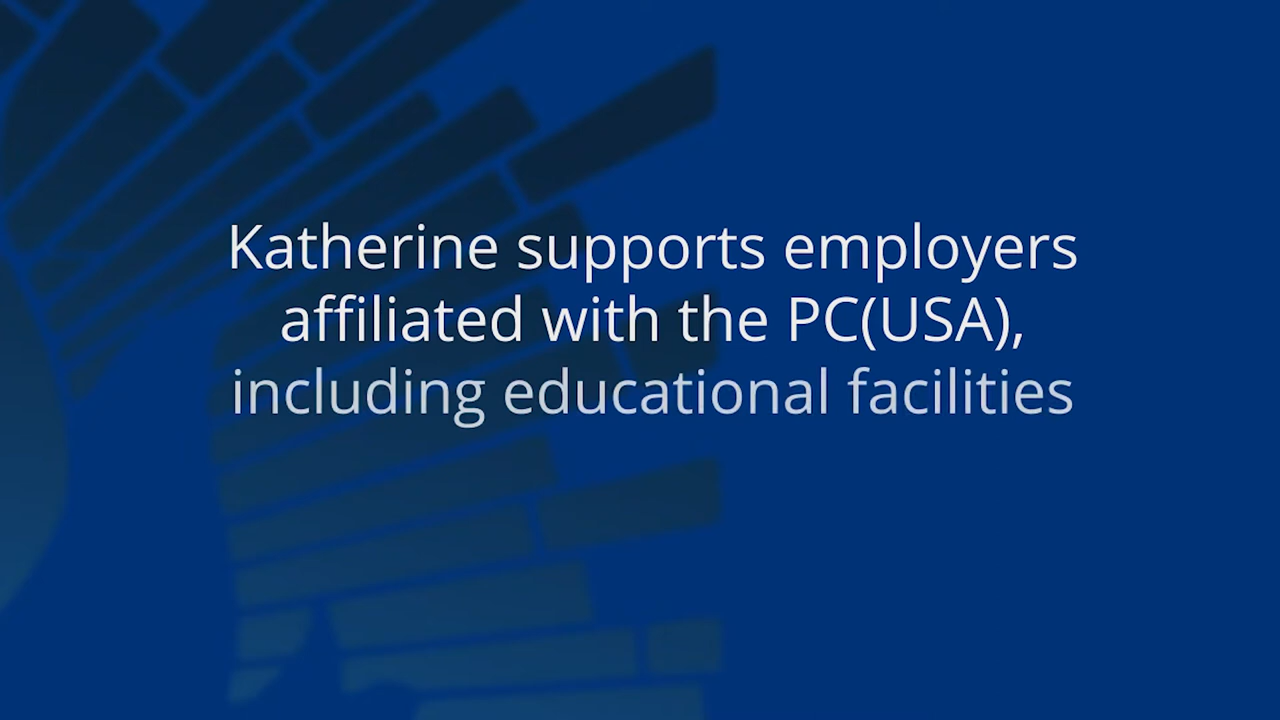 Katherine supports employers
affiliated with the PC(USA),
including educational facilities